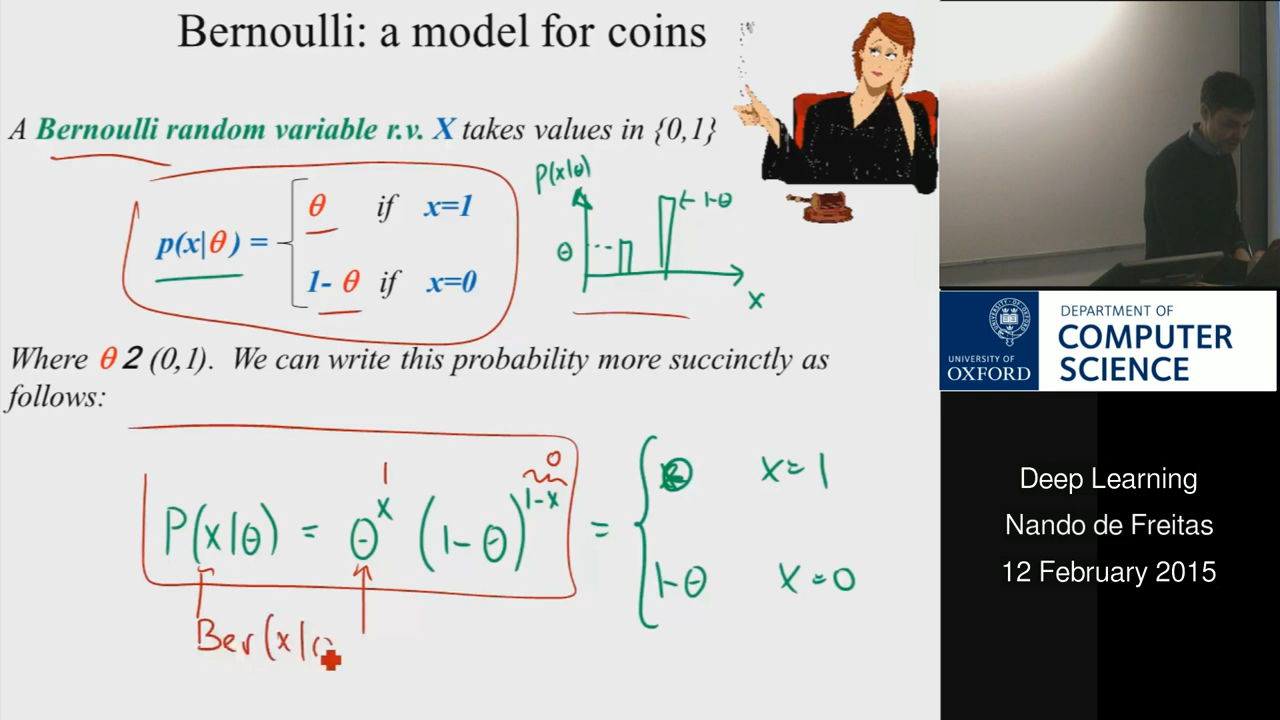 Bernoulli: a model for coins
A Bernoulli random variable r.v. X takes values in {0,1}
p(x|θ) =
θ if x=1
1- θ if x=0
P(x|θ)
θ
1-θ
x
Where θ 2 (0,1). We can write this probability more succinctly as
follows:
1 0
P(x|θ) = θ^x (1-θ)^{1-x} =
θ x=1
1-θ x=0
Ber(x|
UNIVERSITY OF
OXFORD
DEPARTMENT OF
COMPUTER
SCIENCE
Deep Learning
Nando de Freitas
12 February 2015